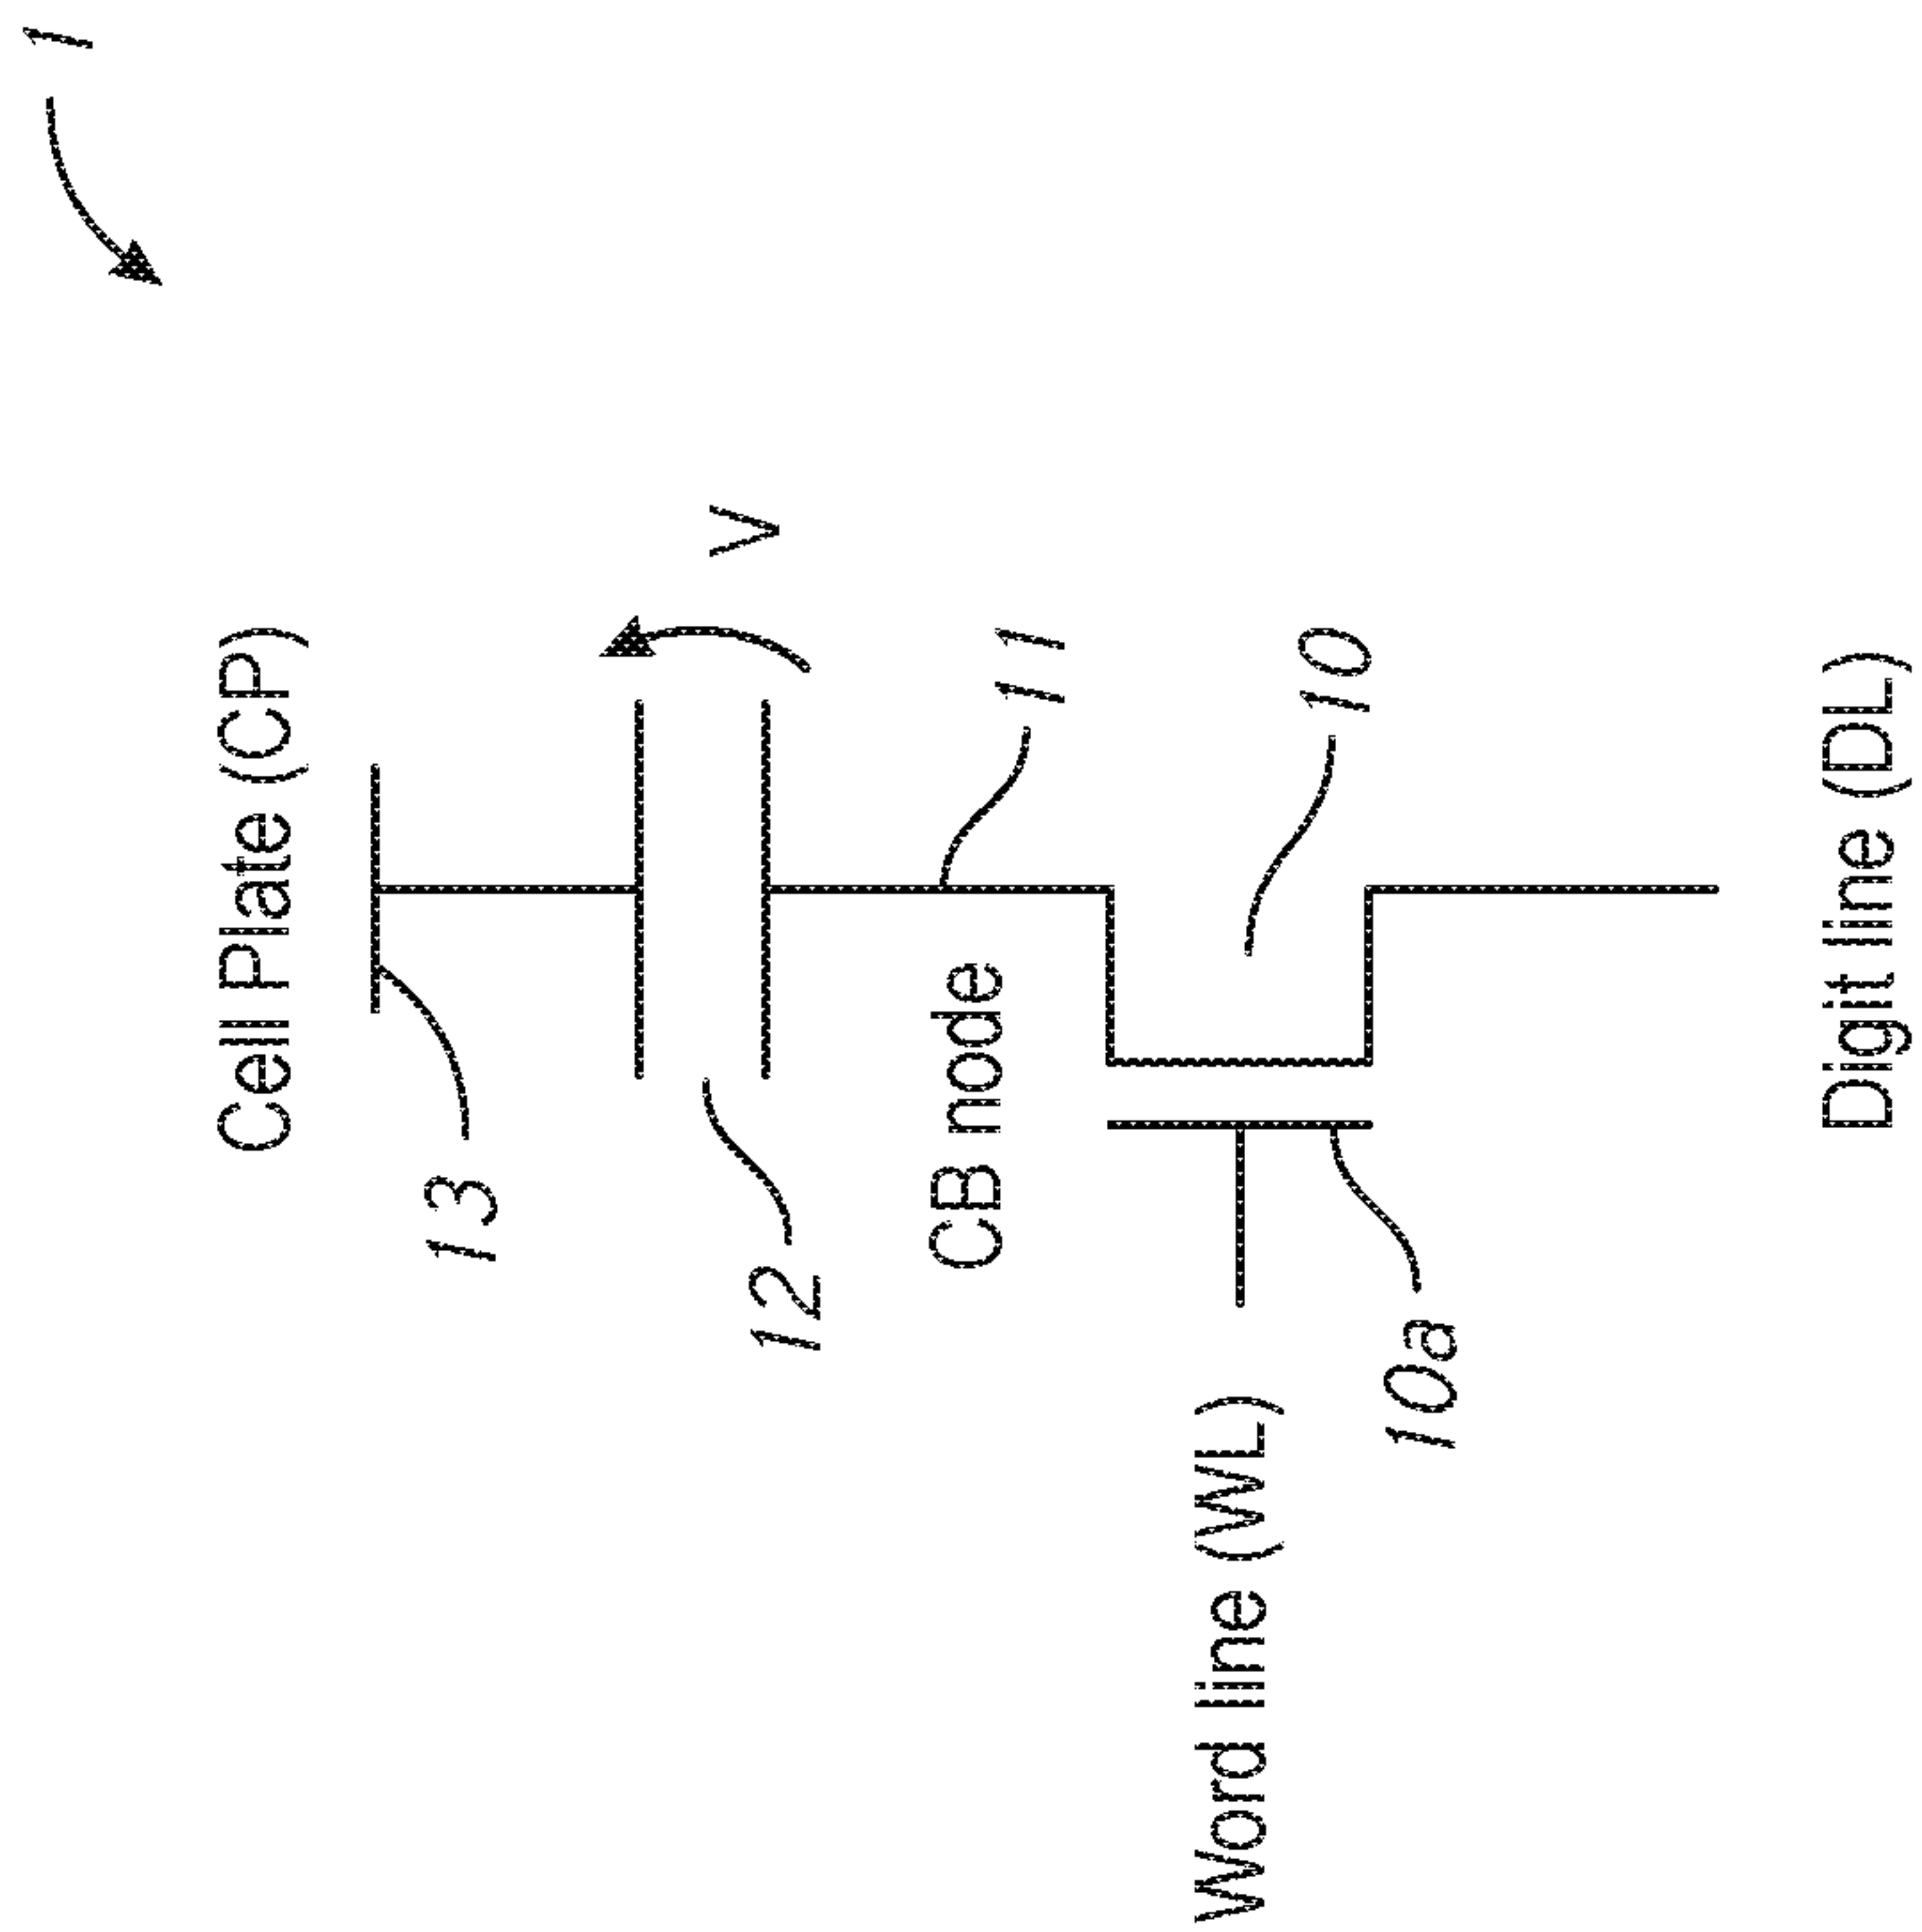 1
Cell Plate (CP)
13
V
12
11
CB node
10
Word line (WL)
10a
Digit line (DL)